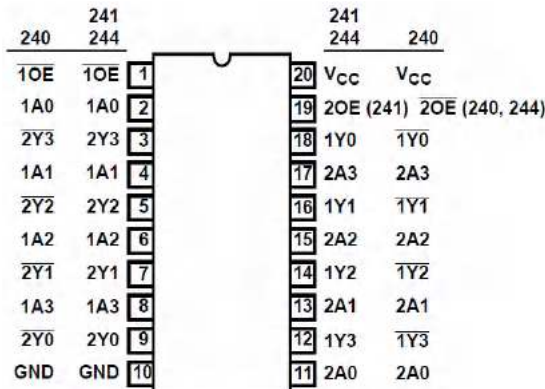 241 241
240 244 244 240
1OE 1OE 1 20 VCC VCC
1A0 1A0 2 19 2OE (241) 2OE (240, 244)
2Y3 2Y3 3 18 1Y0 1Y0
1A1 1A1 4 17 2A3 2A3
2Y2 2Y2 5 16 1Y1 1Y1
1A2 1A2 6 15 2A2 2A2
2Y1 2Y1 7 14 1Y2 1Y2
1A3 1A3 8 13 2A1 2A1
2Y0 2Y0 9 12 1Y3 1Y3
GND GND 10 11 2A0 2A0